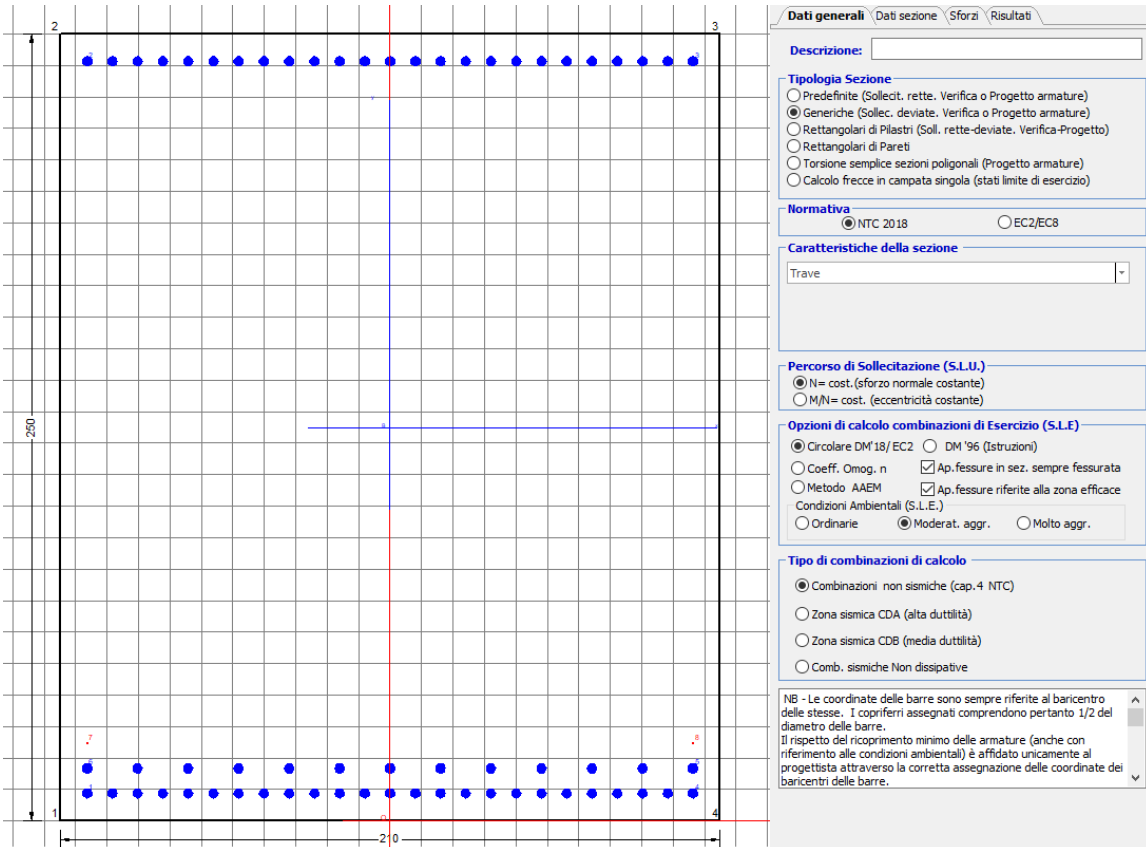 2
3
2
3
Y
250
7
8
6
5
1
4
1
4
210
Dati generali
Dati sezione
Sforzi
Risultati
Descrizione:
Tipologia Sezione
Predefinite (Sollecit. rette. Verifica o Progetto armature)
Generiche (Sollec. deviate. Verifica o Progetto armature)
Rettangolari di Pilastri (Soll. rette-deviate. Verifica-Progetto)
Rettangolari di Pareti
Torsione semplice sezioni poligonali (Progetto armature)
Calcolo frecce in campata singola (stati limite di esercizio)
Normativa
NTC 2018
EC2/EC8
Caratteristiche della sezione
Trave
Percorso di Sollecitazione (S.L.U.)
N= cost.(sforzo normale costante)
M/N= cost. (eccentricità costante)
Opzioni di calcolo combinazioni di Esercizio (S.L.E)
Circolare DM'18/ EC2
DM '96 (Istruzioni)
Coeff. Omog. n
Ap.fessure in sez. sempre fessurata
Metodo AAEM
Ap.fessure riferite alla zona efficace
Condizioni Ambientali (S.L.E.)
Ordinarie
Moderat. aggr.
Molto aggr.
Tipo di combinazioni di calcolo
Combinazioni non sismiche (cap.4 NTC)
Zona sismica CDA (alta duttilità)
Zona sismica CDB (media duttilità)
Comb. sismiche Non dissipative
NB - Le coordinate delle barre sono sempre riferite al baricentro
delle stesse. I copriferri assegnati comprendono pertanto 1/2 del
diametro delle barre.
Il rispetto del ricoprimento minimo delle armature (anche con
riferimento alle condizioni ambientali) è affidato unicamente al
progettista attraverso la corretta assegnazione delle coordinate dei
baricentri delle barre.